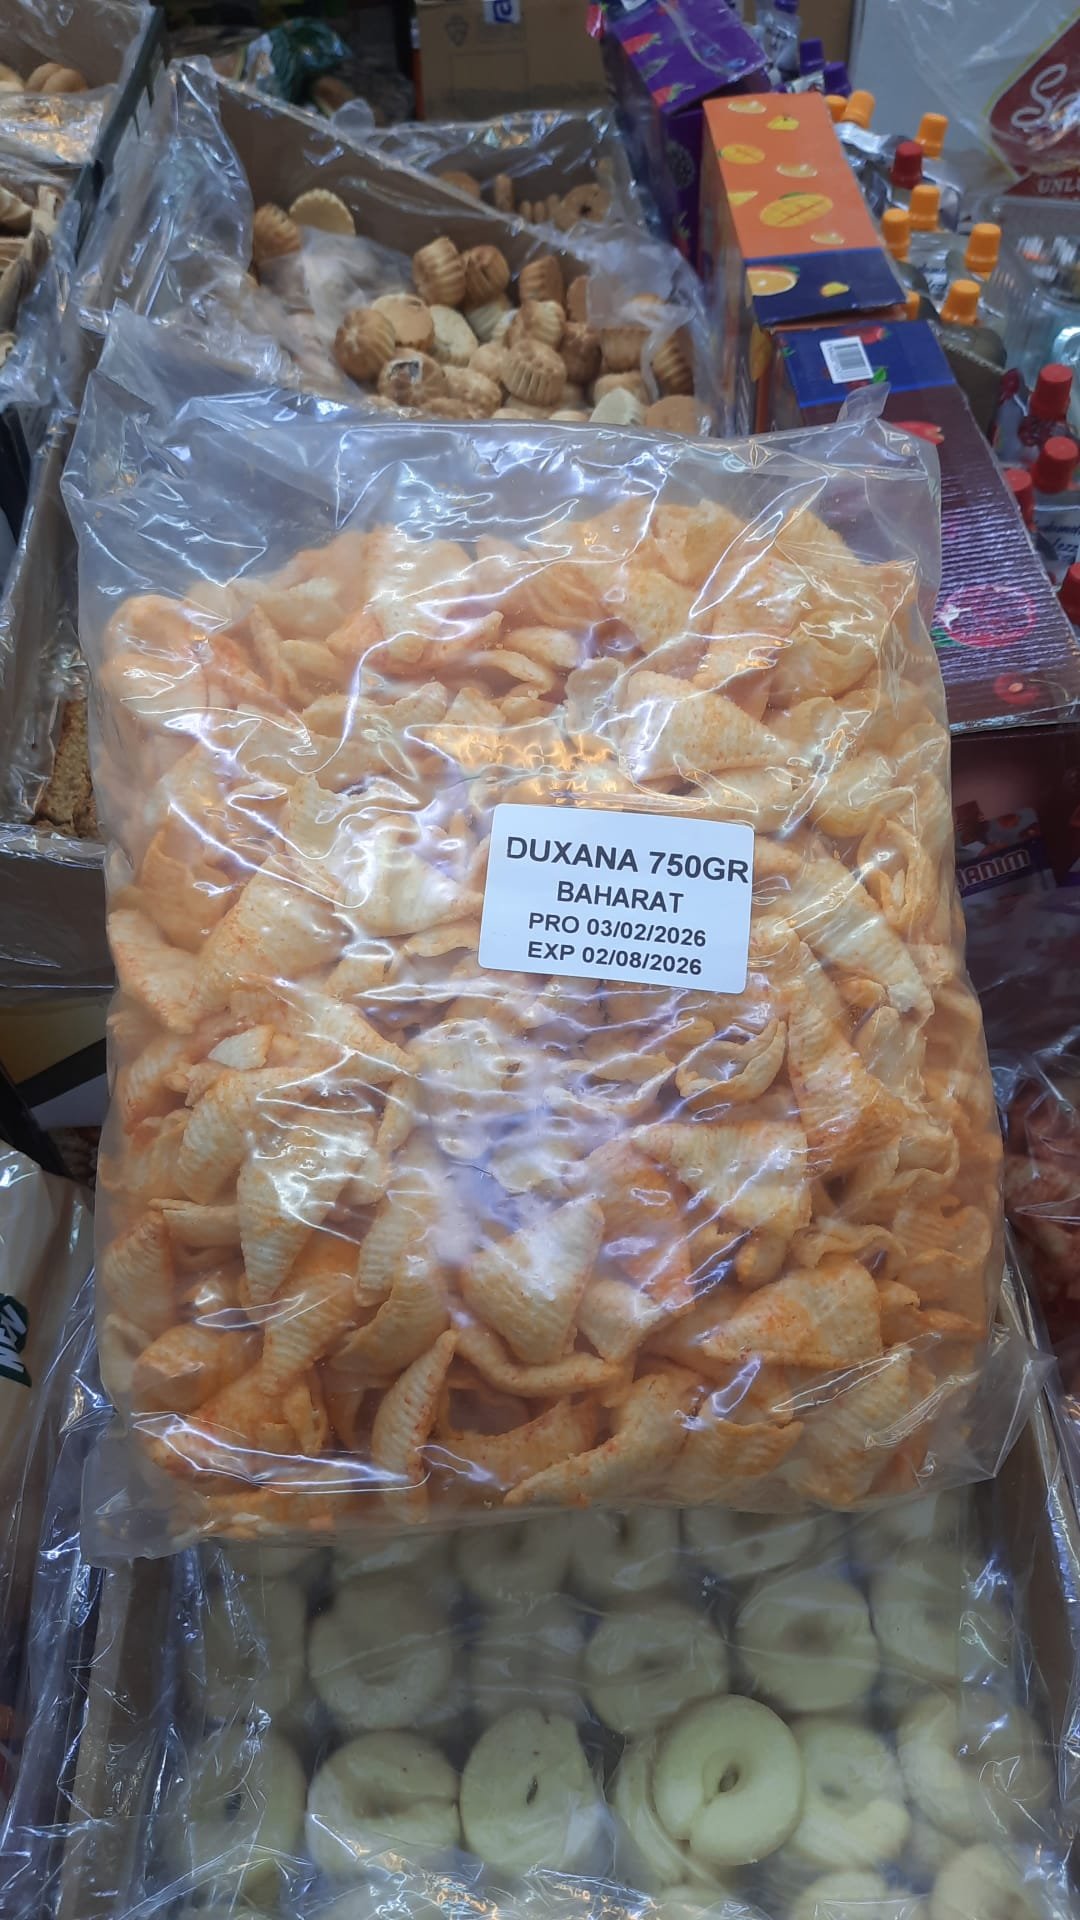 DUXANA 750GR
BAHARAT
PRO 03/02/2026
EXP 02/08/2026